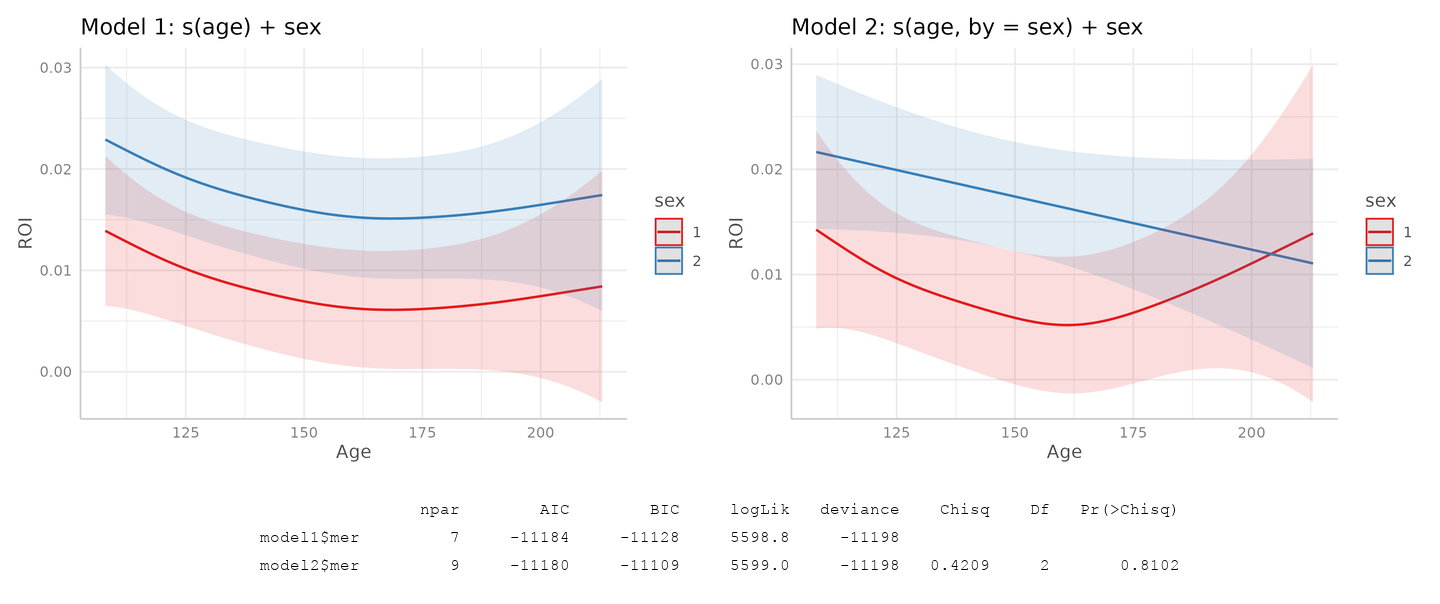 Model 1: s(age) + sex
0.03
0.02
0.01
0.00
ROI
125 150 175 200
Age
sex
1
2
Model 2: s(age, by = sex) + sex
0.03
0.02
0.01
0.00
ROI
125 150 175 200
Age
sex
1
2
npar AIC BIC logLik deviance Chisq Df Pr(>Chisq)
model1$mer 7 -11184 -11128 5598.8 -11198
model2$mer 9 -11180 -11109 5599.0 -11198 0.4209 2 0.8102